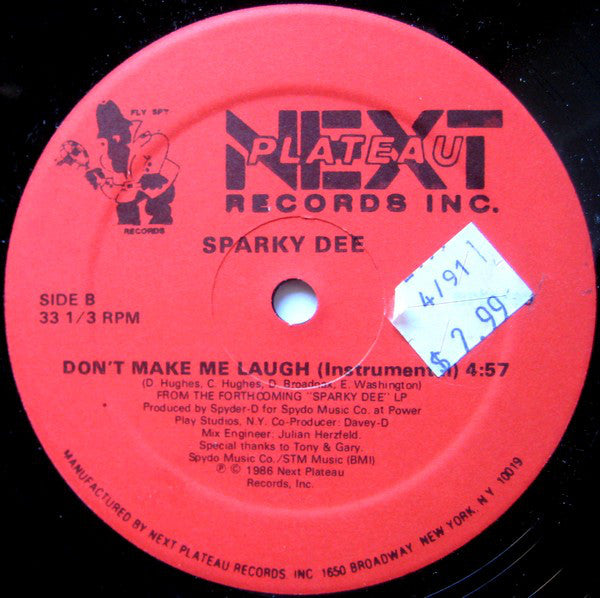 FLY SPY
RECORDS
NEXT
PLATEAU
RECORDS INC.
SPARKY DEE
SIDE B
33 1/3 RPM
4/91
$ 2.99
DON'T MAKE ME LAUGH (Instrumental) 4:57
(D. Hughes, C. Hughes, D. Broadnax, E. Washington)
FROM THE FORTHCOMING "SPARKY DEE" LP
Produced by Spyder-D for Spydo Music Co. at Power
Play Studios, N.Y. Co-Producer: Davey-D
Mix Engineer: Julian Herzfeld.
Special thanks to Tony & Gary.
Spydo Music Co./STM Music (BMI)
Ⓟ © 1986 Next Plateau
Records, Inc.
MANUFACTURED BY NEXT PLATEAU RECORDS, INC. 1650 BROADWAY, NEW YORK, N.Y. 10019